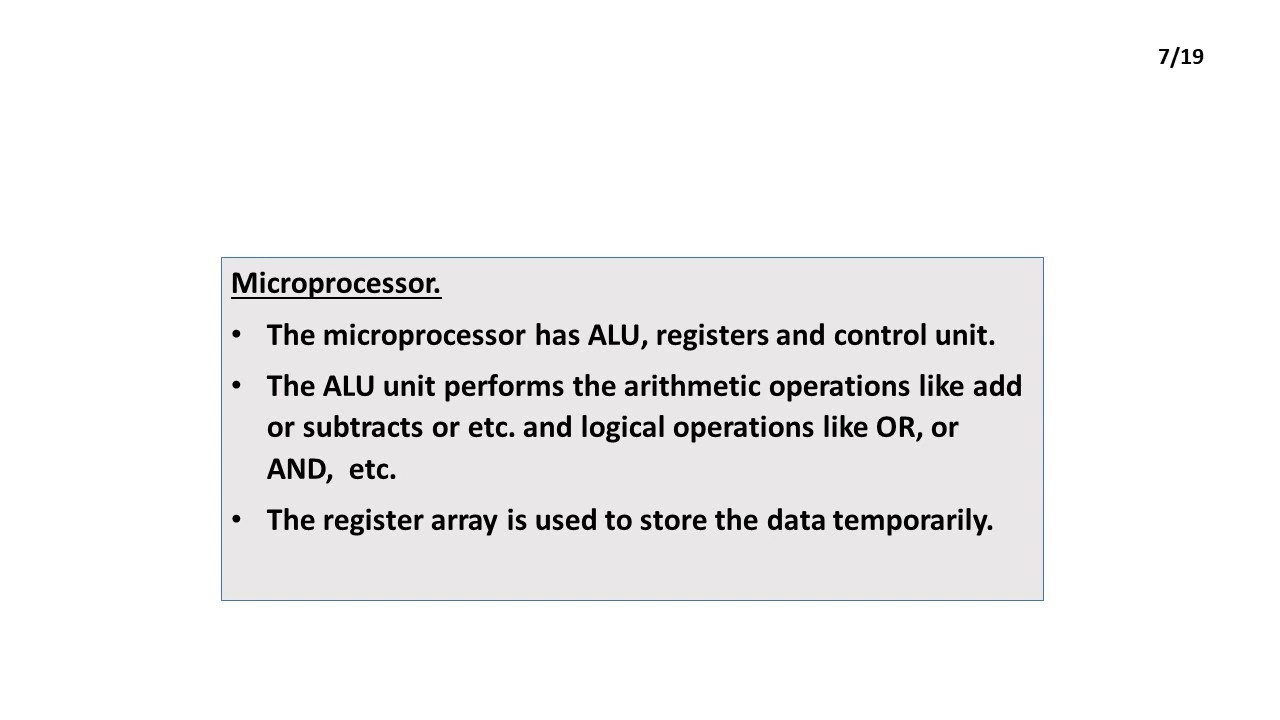 7/19
Microprocessor.
• The microprocessor has ALU, registers and control unit.
• The ALU unit performs the arithmetic operations like add
or subtracts or etc. and logical operations like OR, or
AND,  etc.
• The register array is used to store the data temporarily.